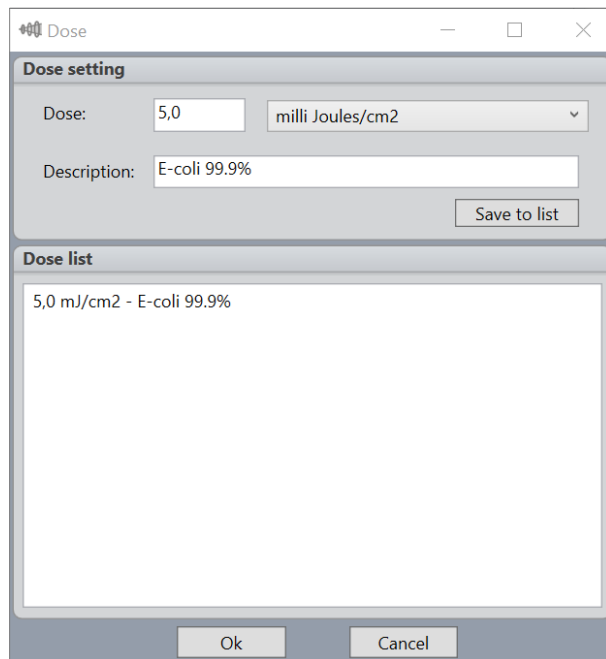 Dose
Dose setting
Dose: 5,0 milli Joules/cm2
Description: E-coli 99.9%
Save to list
Dose list
5,0 mJ/cm2 - E-coli 99.9%
Ok Cancel